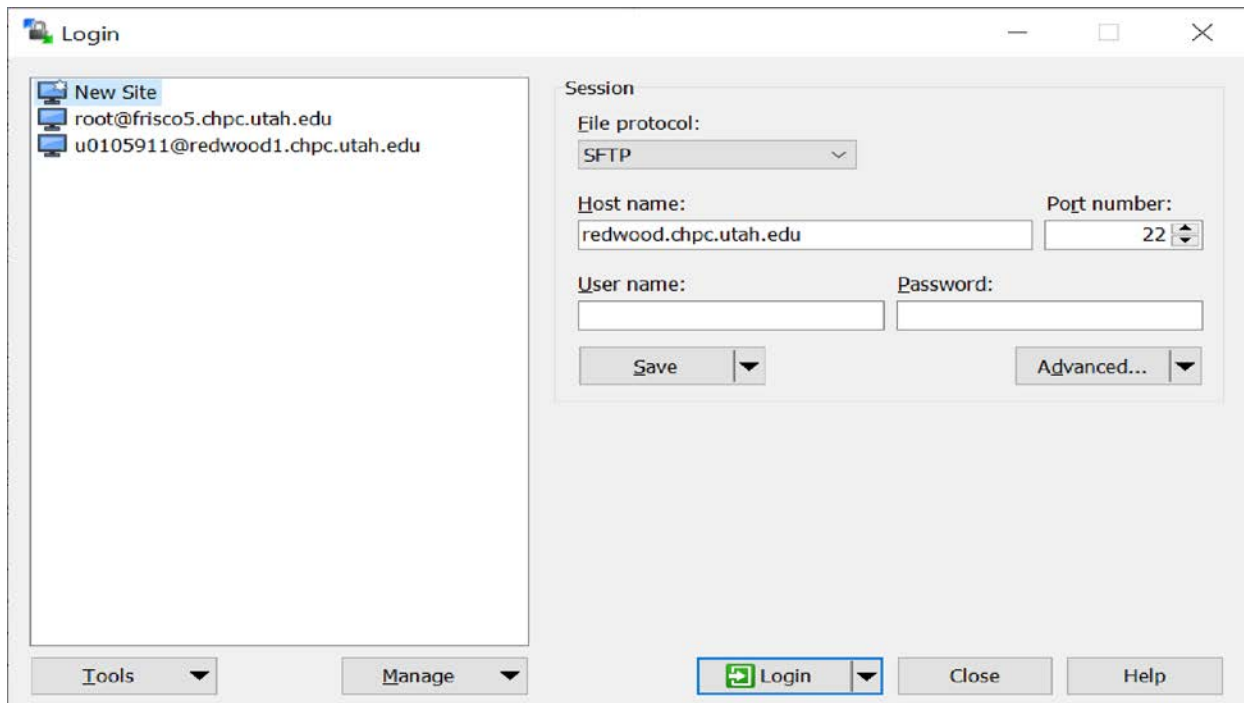 Login
New Site
root@frisco5.chpc.utah.edu
u0105911@redwood1.chpc.utah.edu
Session
File protocol:
SFTP
Host name:
Port number:
redwood.chpc.utah.edu
22
User name:
Password:
Save
Advanced...
Tools
Manage
Login
Close
Help